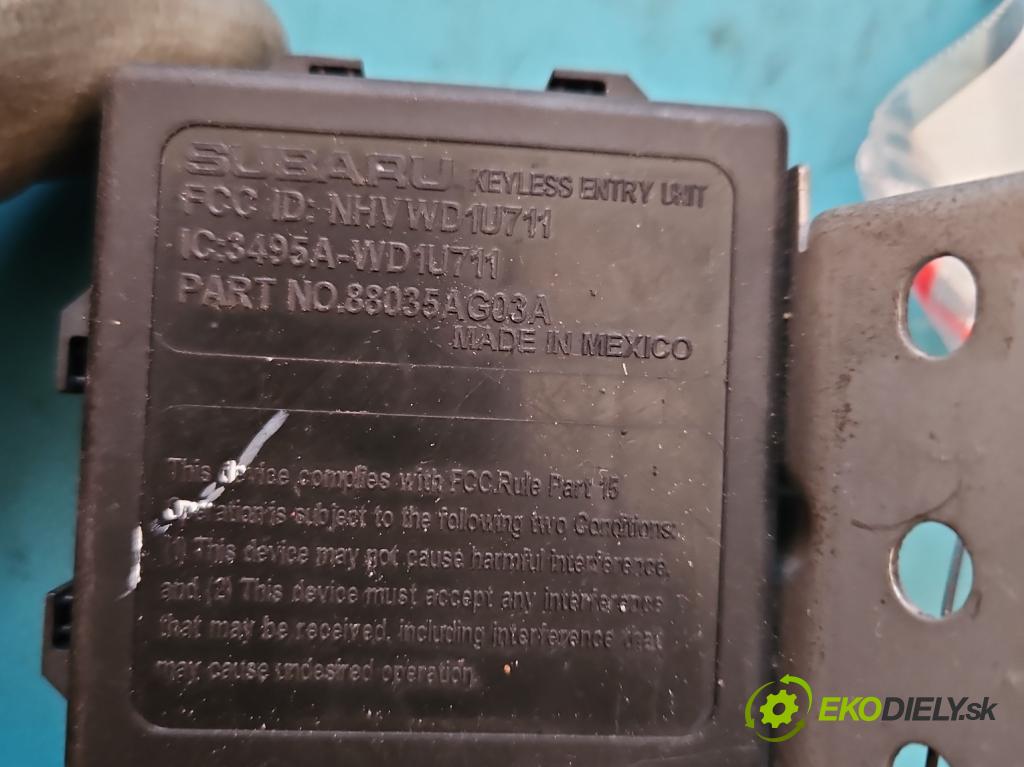 SUBARU KEYLESS ENTRY UNIT
FCC ID: NHVWD1U711
IC:3495A-WD1U711
PART NO.88035AG03A
MADE IN MEXICO
This device complies with FCC.Rule Part 15
Operation is subject to the following two Conditions:
(1) This device may not cause harmful interference,
and (2) This device must accept any interference
that may be received, including interference that
may cause undesired operation.
EKODIELY.sk